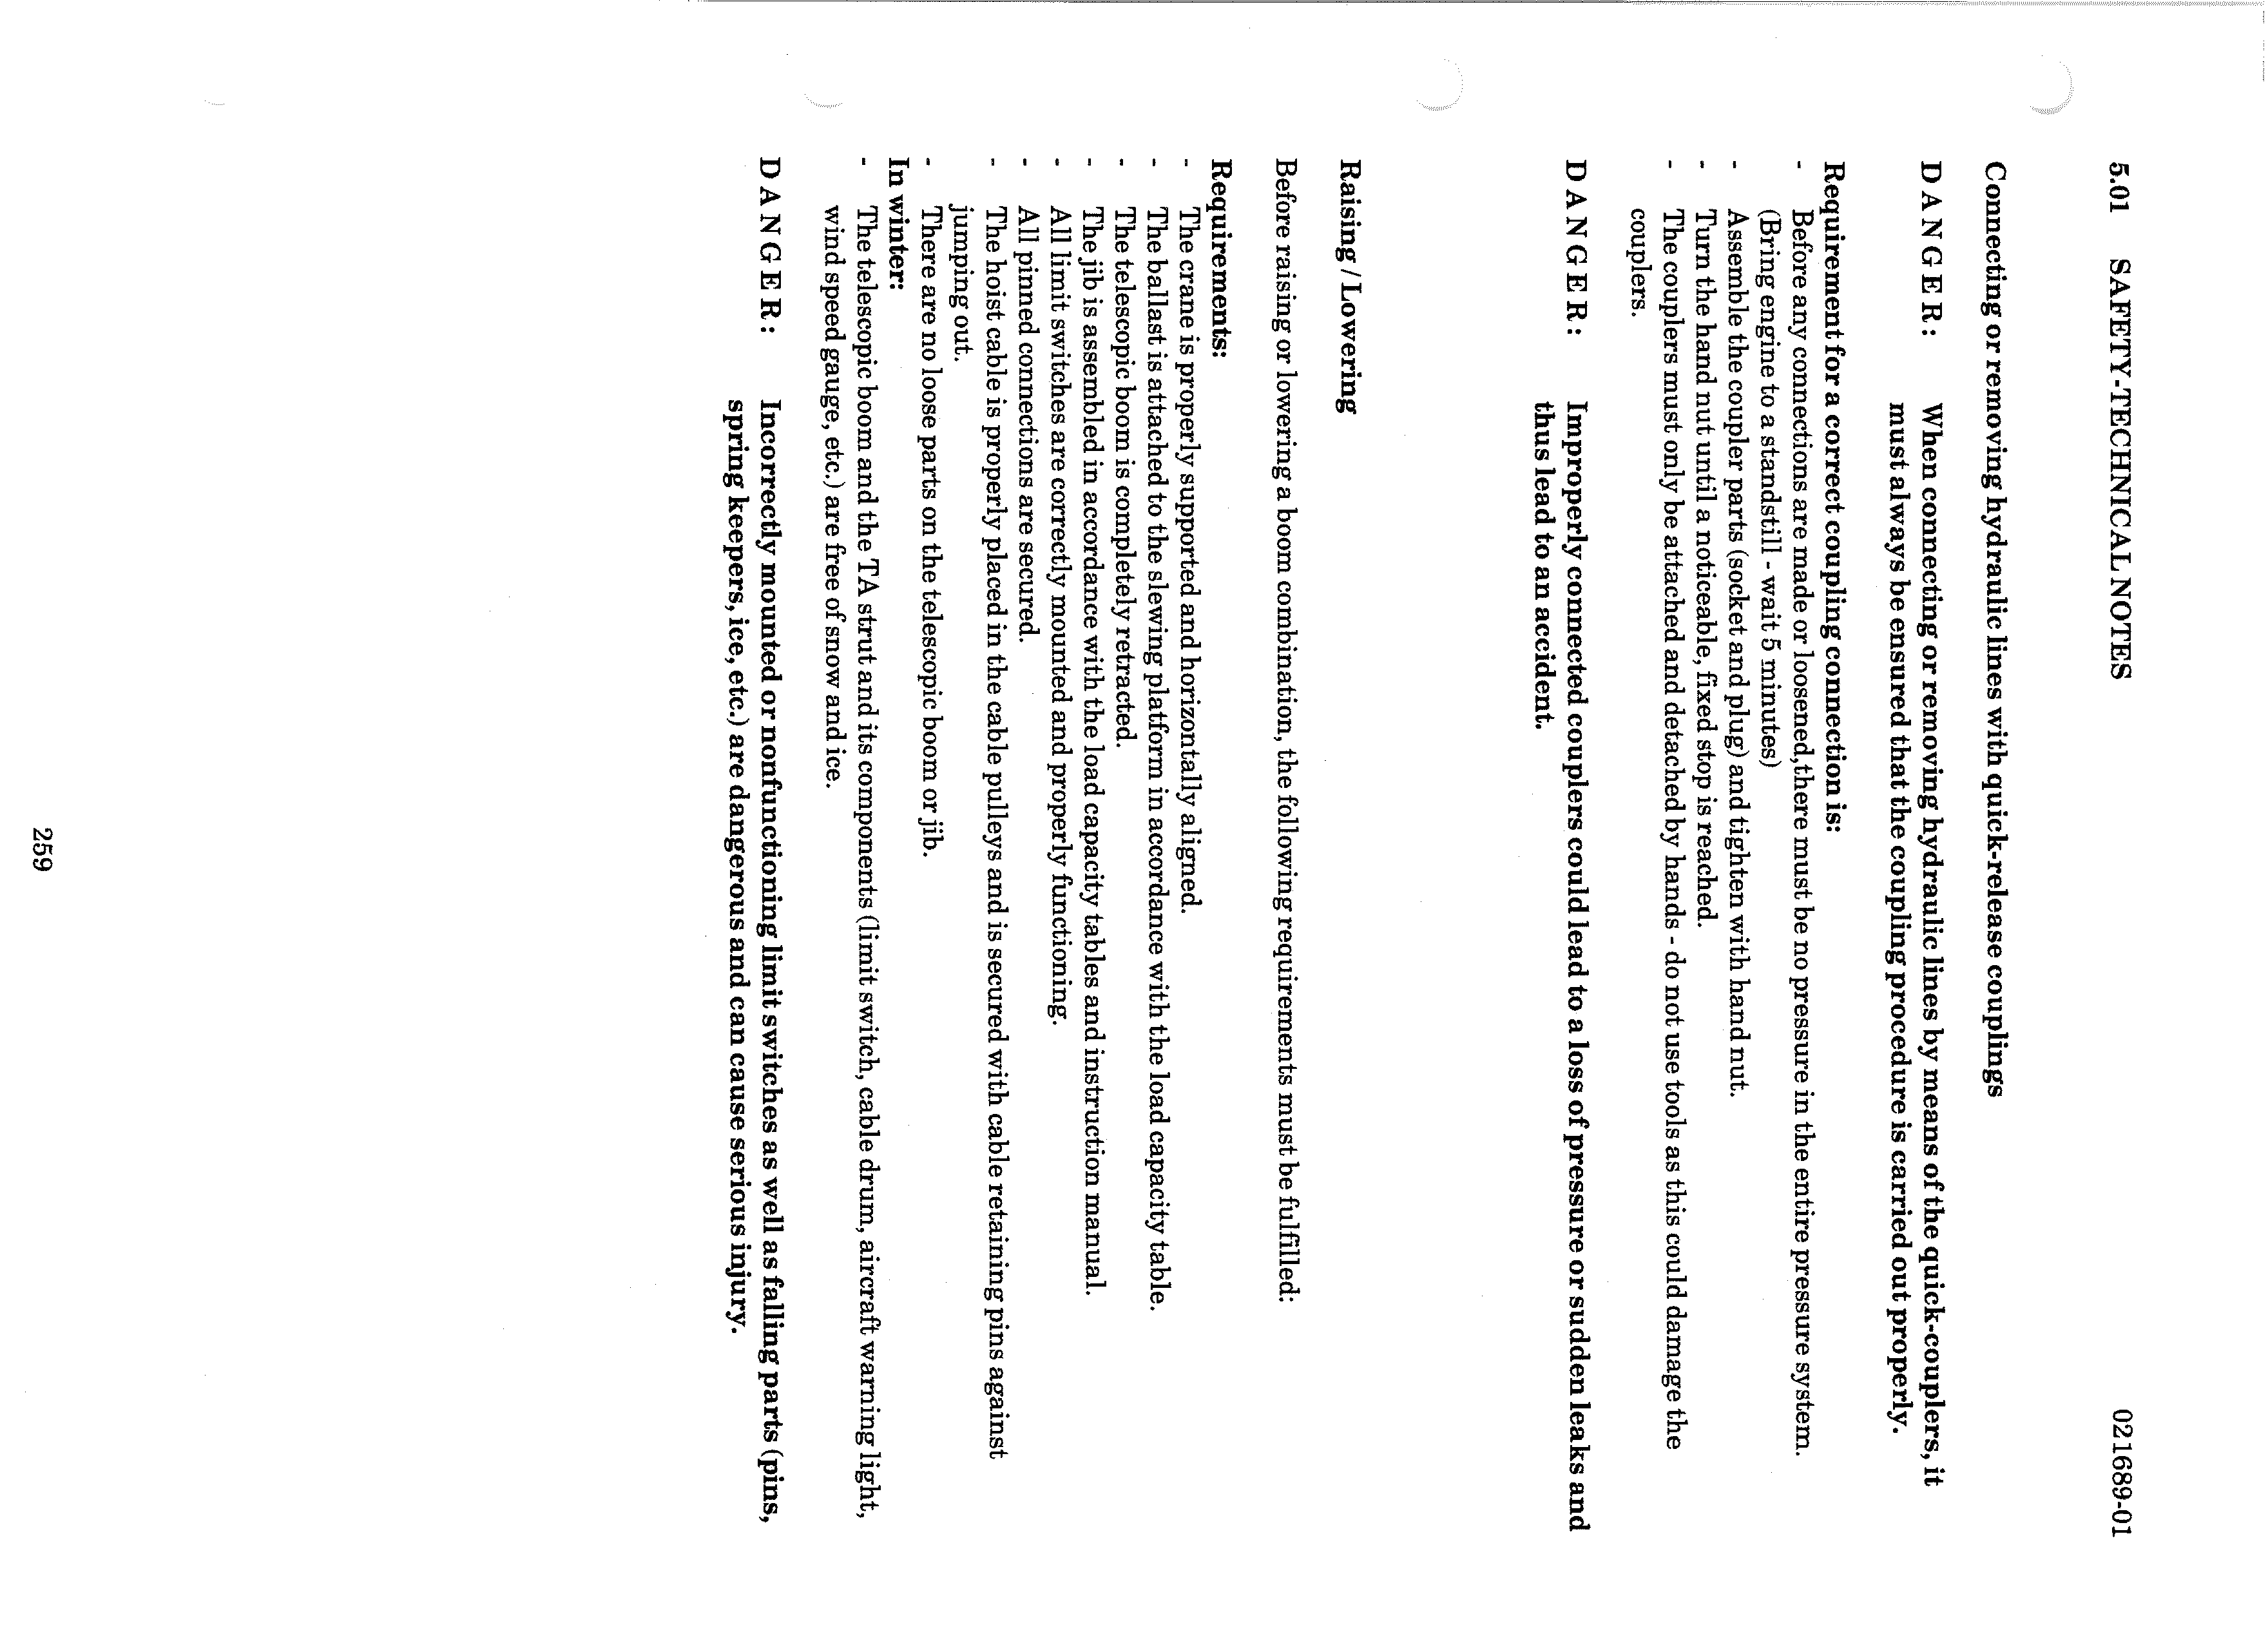 5.01 SAFETY-TECHNICAL NOTES 021689-01
Connecting or removing hydraulic lines with quick-release couplings
D A N G E R : When connecting or removing hydraulic lines by means of the quick-couplers, it
must always be ensured that the coupling procedure is carried out properly.
Requirement for a correct coupling connection is:
- Before any connections are made or loosened,there must be no pressure in the entire pressure system.
(Bring engine to a standstill - wait 5 minutes)
- Assemble the coupler parts (socket and plug) and tighten with hand nut.
- Turn the hand nut until a noticeable, fixed stop is reached.
- The couplers must only be attached and detached by hands - do not use tools as this could damage the
couplers.
D A N G E R : Improperly connected couplers could lead to a loss of pressure or sudden leaks and
thus lead to an accident.
Raising / Lowering
Before raising or lowering a boom combination, the following requirements must be fulfilled:
Requirements:
- The crane is properly supported and horizontally aligned.
- The ballast is attached to the slewing platform in accordance with the load capacity table.
- The telescopic boom is completely retracted.
- The jib is assembled in accordance with the load capacity tables and instruction manual.
- All limit switches are correctly mounted and properly functioning.
- All pinned connections are secured.
- The hoist cable is properly placed in the cable pulleys and is secured with cable retaining pins against
jumping out.
- There are no loose parts on the telescopic boom or jib.
In winter:
- The telescopic boom and the TA strut and its components (limit switch, cable drum, aircraft warning light,
wind speed gauge, etc.) are free of snow and ice.
D A N G E R : Incorrectly mounted or nonfunctioning limit switches as well as falling parts (pins,
spring keepers, ice, etc.) are dangerous and can cause serious injury.
259